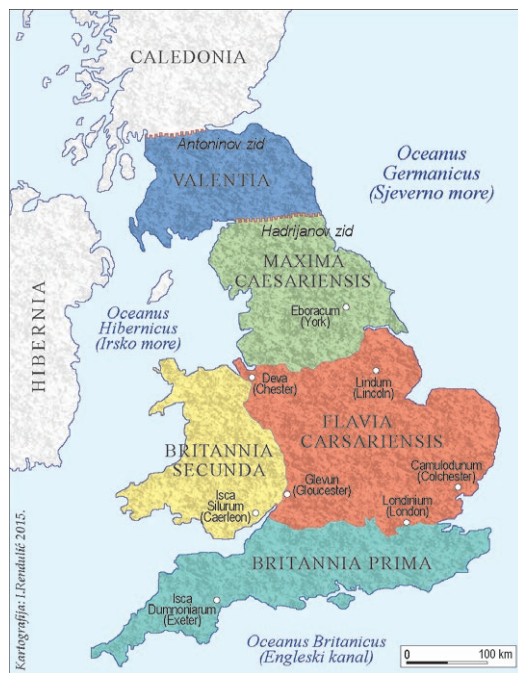 CALEDONIA
Antoninov zid
VALENTIA
Oceanus
Germanicus
(Sjeverno more)
Hadrijanov zid
MAXIMA
CAESARIENSIS
Eboracum
(York)
HIBERNIA
Oceanus
Hibernicus
(Irsko more)
Deva
(Chester)
Lindum
(Lincoln)
FLAVIA
CARSARIENSIS
BRITANNIA
SECUNDA
Camulodunum
(Colchester)
Glevun
(Gloucester)
Isca
Silurum
(Caerleon)
Londinium
(London)
BRITANNIA PRIMA
Isca
Dumnoniarum
(Exeter)
Oceanus Britanicus
(Engleski kanal)
0 100 km
Kartografija: I.Rendulić 2015.